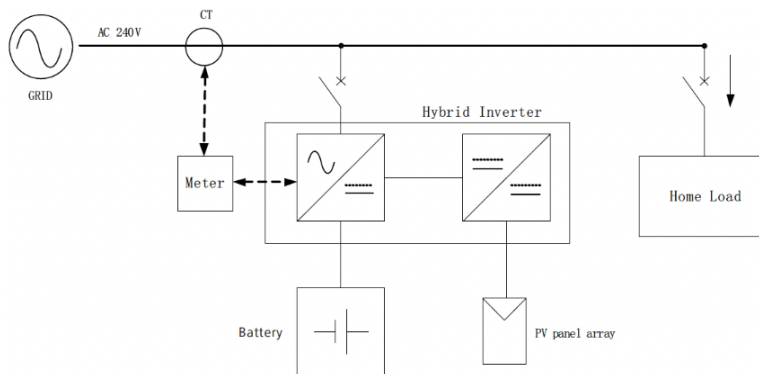 CT
AC 240V
GRID
Hybrid Inverter
Meter
Home Load
Battery
PV panel array